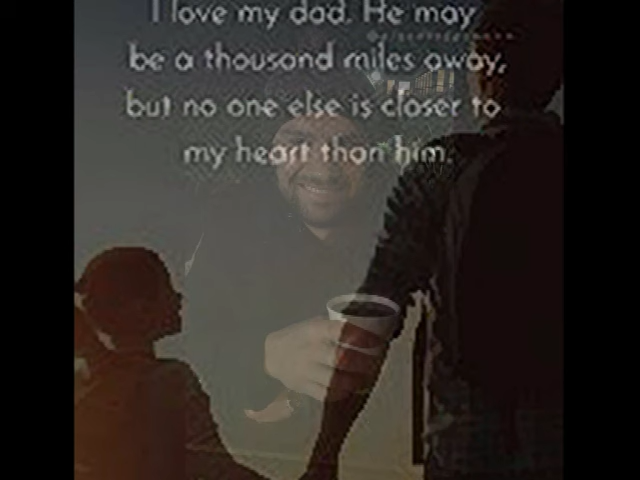 I love my dad. He may
be a thousand miles away,
but no one else is closer to
my heart than him.